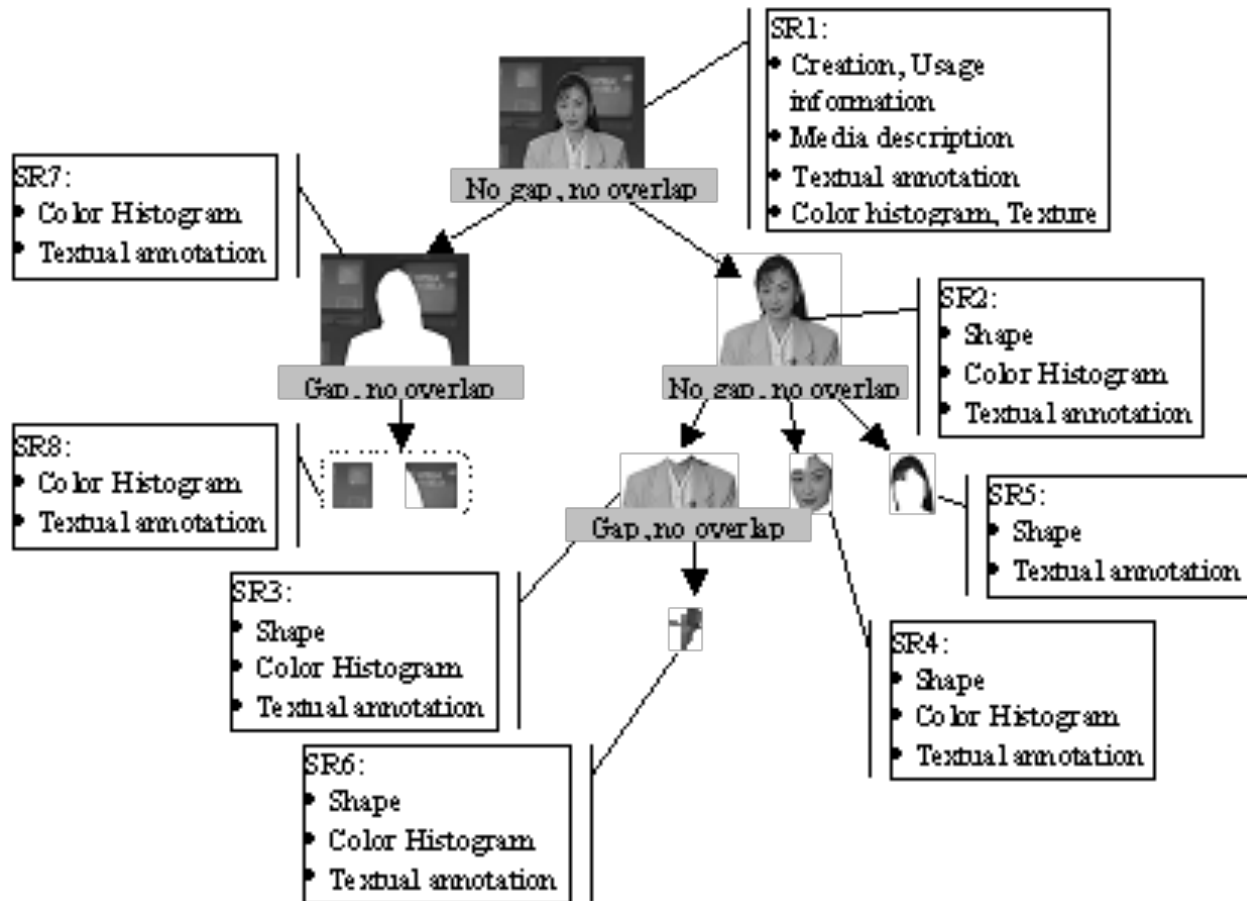 SR1:
• Creation, Usage
information
• Media description
• Textual annotation
• Color histogram, Texture
No gap, no overlap
SR7:
• Color Histogram
• Textual annotation
Gap, no overlap
No gap, no overlap
SR2:
• Shape
• Color Histogram
• Textual annotation
SR8:
• Color Histogram
• Textual annotation
Gap, no overlap
SR5:
• Shape
• Textual annotation
SR3:
• Shape
• Color Histogram
• Textual annotation
SR4:
• Shape
• Color Histogram
• Textual annotation
SR6:
• Shape
• Color Histogram
• Textual annotation